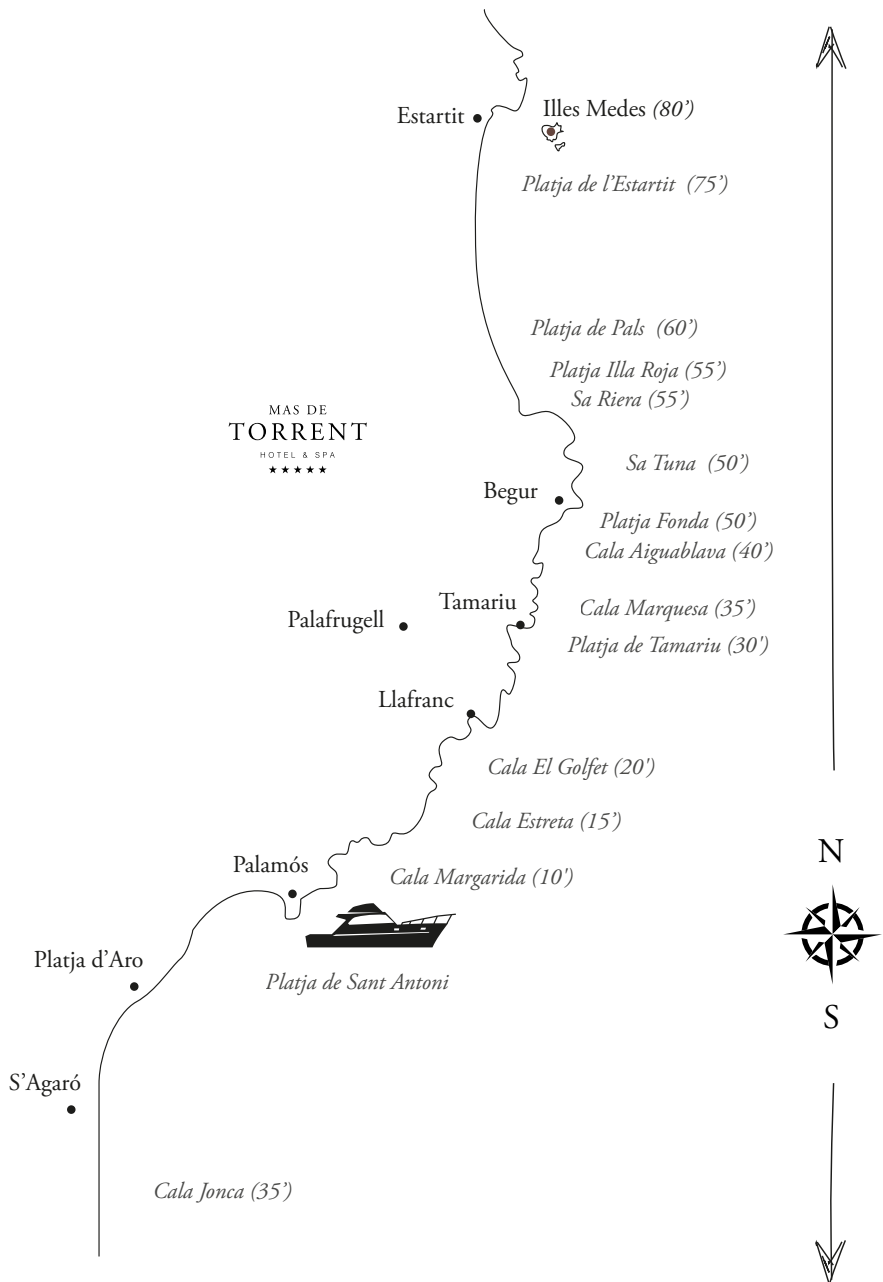 Estartit
Illes Medes (80’)
Platja de l’Estartit (75’)
Platja de Pals (60’)
Platja Illa Roja (55’)
Sa Riera (55’)
MAS DE
TORRENT
HOTEL & SPA
★★★★★
Sa Tuna (50’)
Begur
Platja Fonda (50’)
Cala Aiguablava (40’)
Tamariu
Cala Marquesa (35’)
Palafrugell
Platja de Tamariu (30')
Llafranc
Cala El Golfet (20')
Cala Estreta (15’)
N
Palamós
Cala Margarida (10')
Platja d’Aro
Platja de Sant Antoni
S
S’Agaró
Cala Jonca (35’)